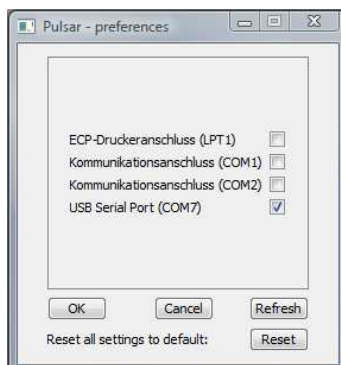 Pulsar - preferences
ECP-Druckeranschluss (LPT1)
Kommunikationsanschluss (COM1)
Kommunikationsanschluss (COM2)
USB Serial Port (COM7)
OK Cancel Refresh
Reset all settings to default: Reset